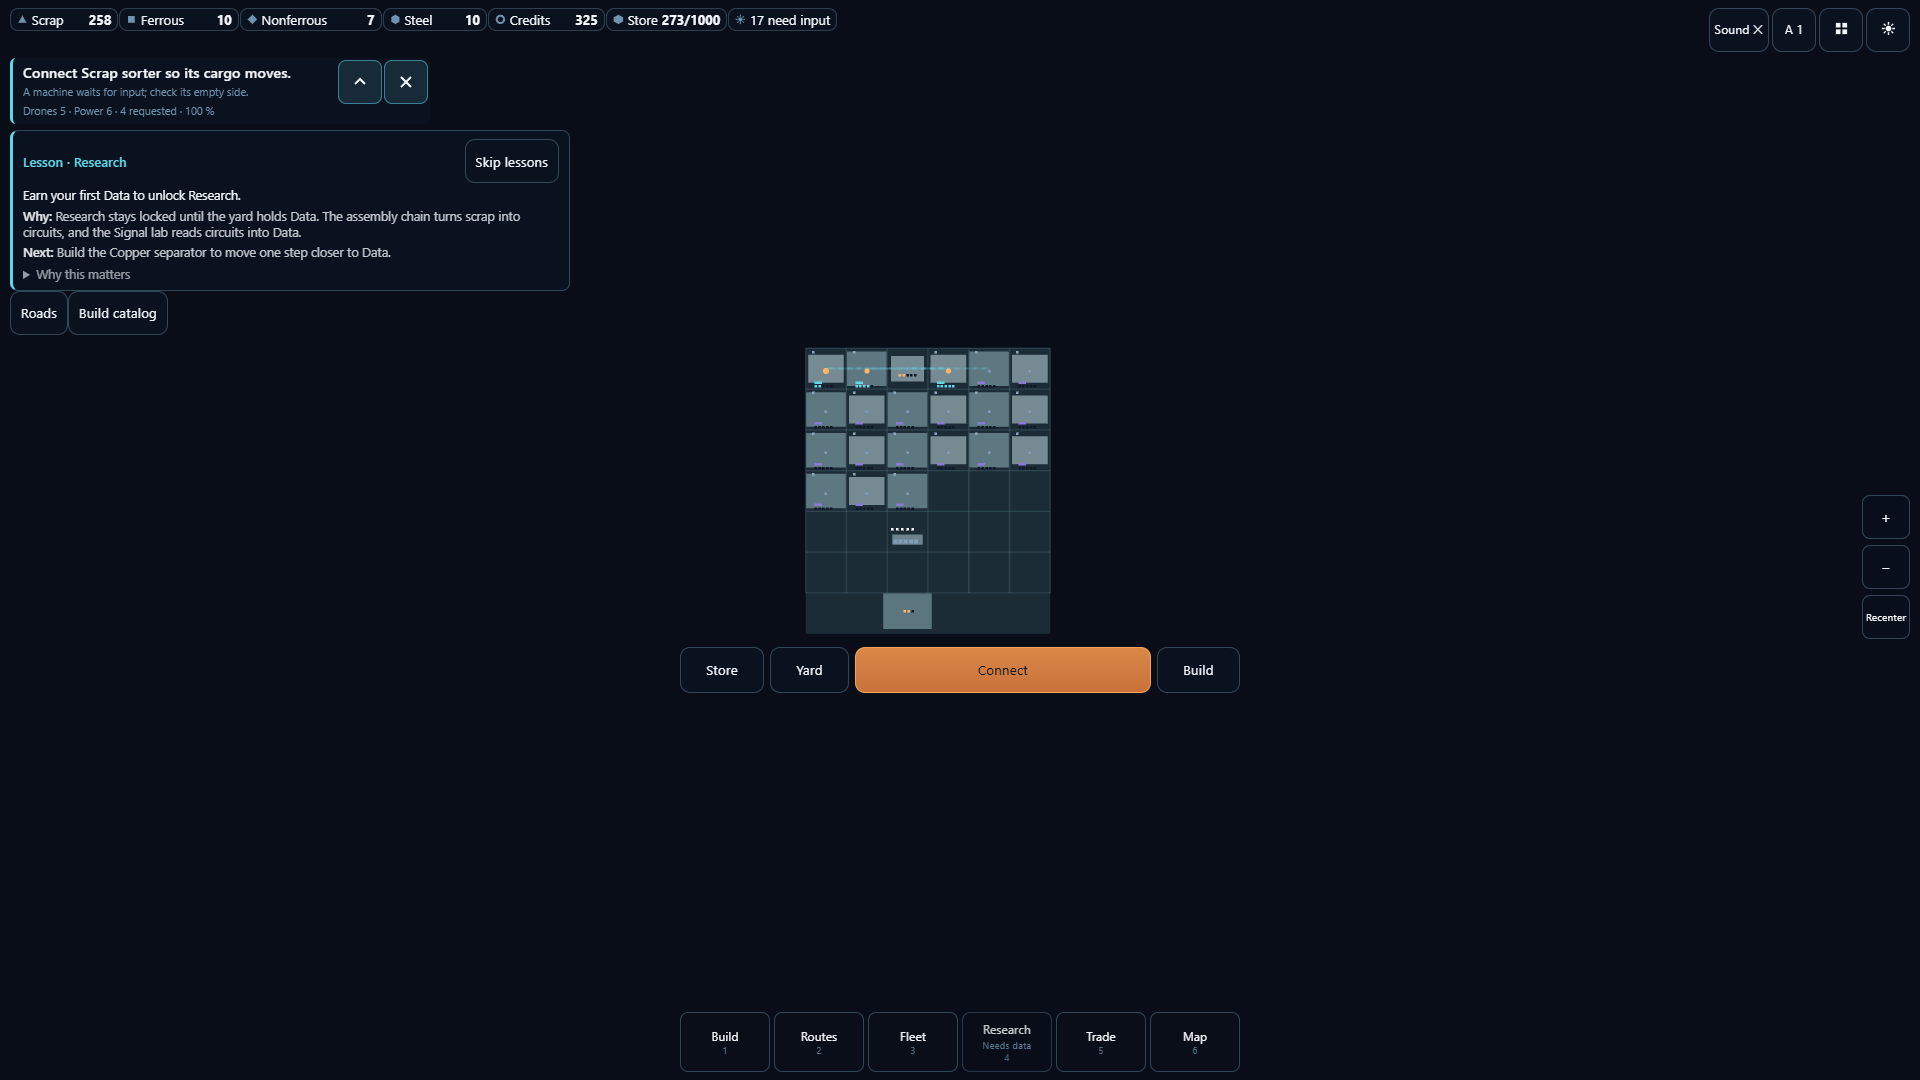 Scrap 258 Ferrous 10 Nonferrous 7 Steel 10 Credits 325 Store 273/1000 17 need input
Sound A 1
Connect Scrap sorter so its cargo moves.
A machine waits for input; check its empty side.
Drones 5 · Power 6 · 4 requested · 100 %
Lesson · Research
Skip lessons
Earn your first Data to unlock Research.
Why: Research stays locked until the yard holds Data. The assembly chain turns scrap into
circuits, and the Signal lab reads circuits into Data.
Next: Build the Copper separator to move one step closer to Data.
Why this matters
Roads Build catalog
+
−
Recenter
Store Yard Connect Build
Build
1
Routes
2
Fleet
3
Research
Needs data
4
Trade
5
Map
6